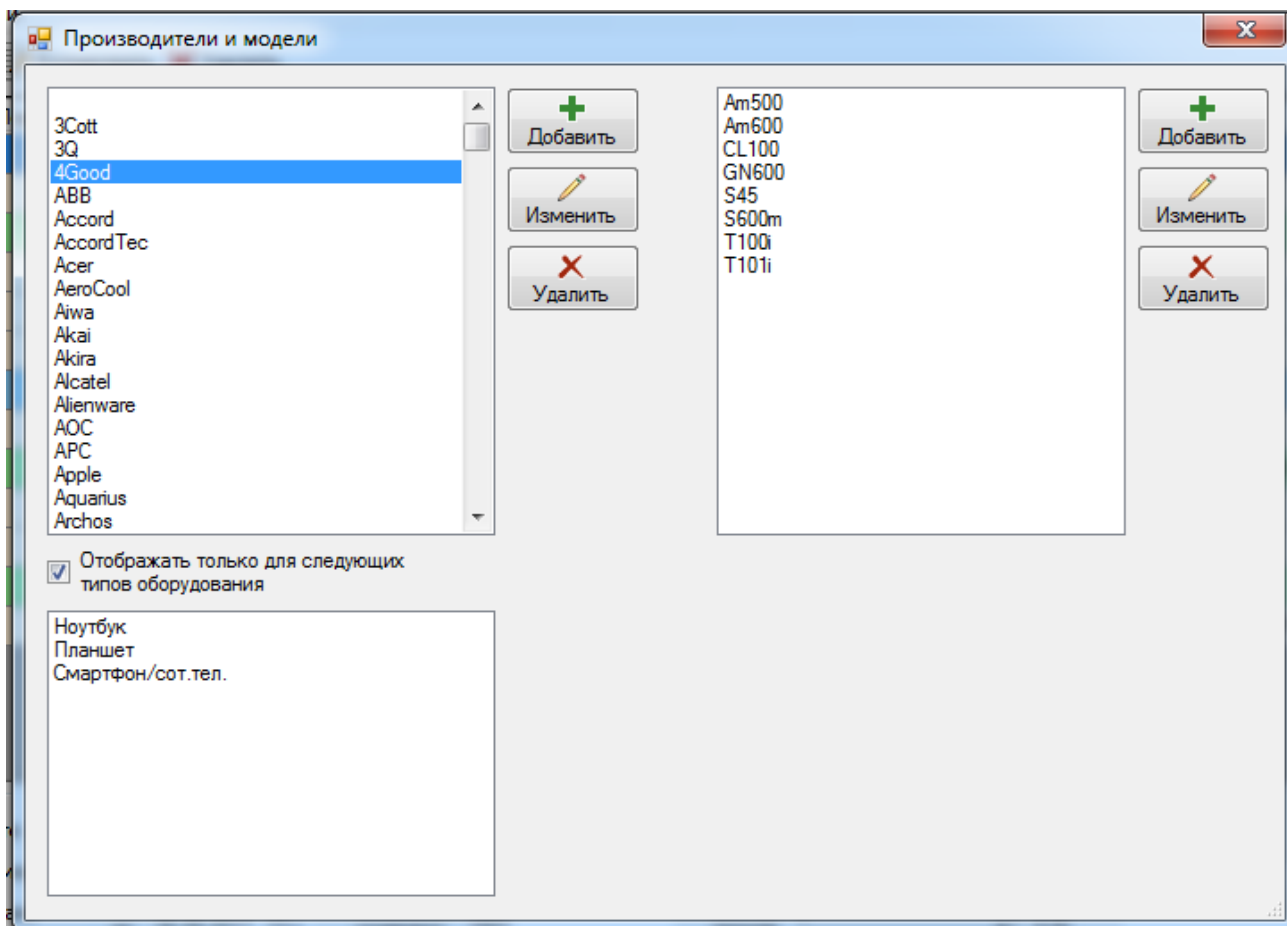 Производители и модели
3Cott
3Q
4Good
ABB
Accord
AccordTec
Acer
AeroCool
Aiwa
Akai
Akira
Alcatel
Alienware
AOC
APC
Apple
Aquarius
Archos
Добавить
Изменить
Удалить
Am500
Am600
CL100
GN600
S45
S600m
T100i
T101i
Добавить
Изменить
Удалить
Отображать только для следующих
типов оборудования
Ноутбук
Планшет
Смартфон/сот.тел.